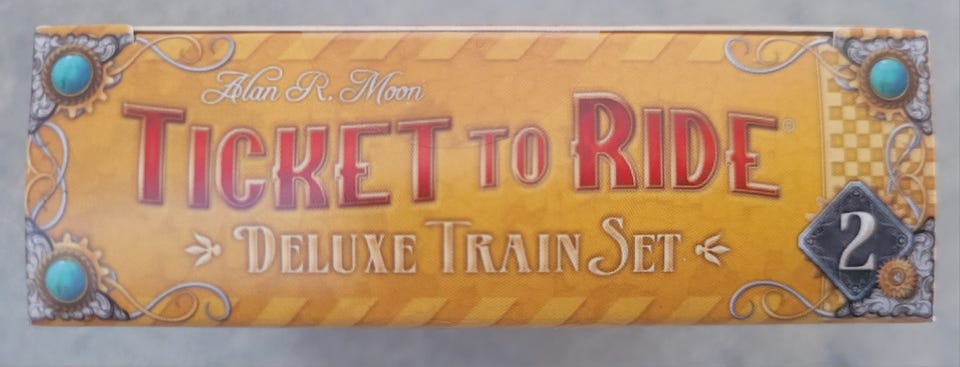 Alan R. Moon
TICKET TO RIDE®
DELUXE TRAIN SET
2